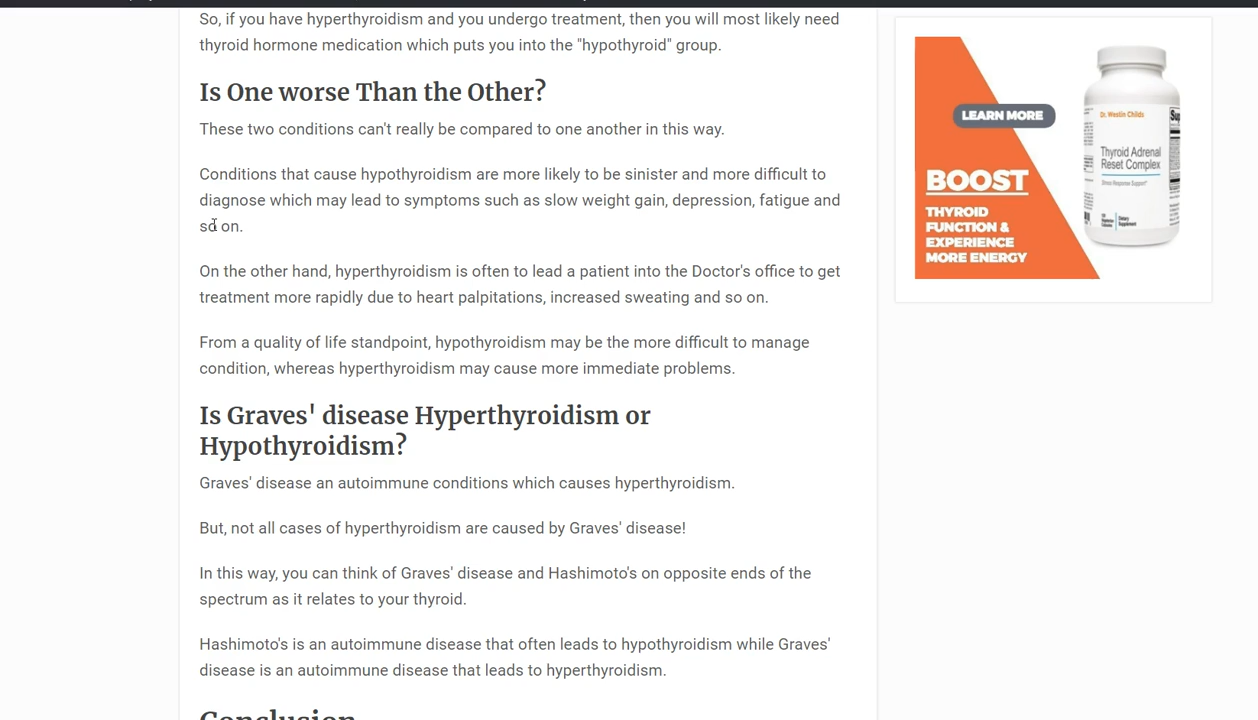 So, if you have hyperthyroidism and you undergo treatment, then you will most likely need
thyroid hormone medication which puts you into the "hypothyroid" group.
Is One worse Than the Other?
These two conditions can't really be compared to one another in this way.
Conditions that cause hypothyroidism are more likely to be sinister and more difficult to
diagnose which may lead to symptoms such as slow weight gain, depression, fatigue and
so on.
On the other hand, hyperthyroidism is often to lead a patient into the Doctor's office to get
treatment more rapidly due to heart palpitations, increased sweating and so on.
From a quality of life standpoint, hypothyroidism may be the more difficult to manage
condition, whereas hyperthyroidism may cause more immediate problems.
Is Graves' disease Hyperthyroidism or
Hypothyroidism?
Graves' disease an autoimmune conditions which causes hyperthyroidism.
But, not all cases of hyperthyroidism are caused by Graves' disease!
In this way, you can think of Graves' disease and Hashimoto's on opposite ends of the
spectrum as it relates to your thyroid.
Hashimoto's is an autoimmune disease that often leads to hypothyroidism while Graves'
disease is an autoimmune disease that leads to hyperthyroidism.
Conclusion
LEARN MORE
BOOST
THYROID
FUNCTION &
EXPERIENCE
MORE ENERGY
Dr. Westin Childs
Thyroid Adrenal
Reset Complex
Sup